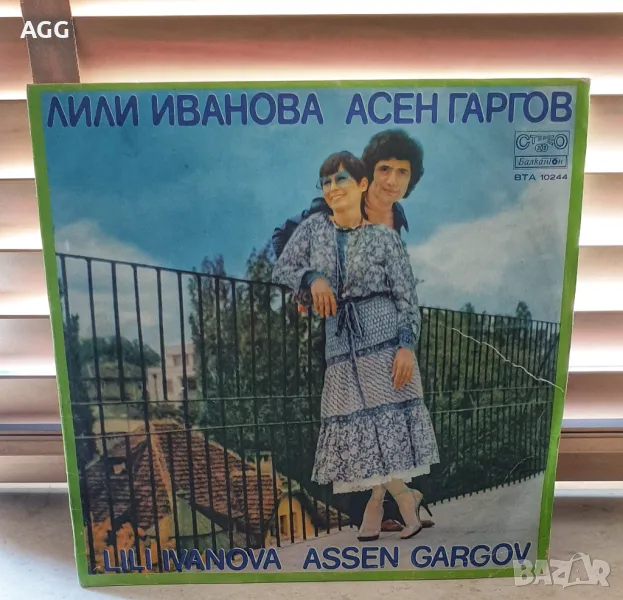 AGG
ЛИЛИ ИВАНОВА АСЕН ГАРГОВ
СТЕРЕО
Балкантон
ВТА 10244
LILI IVANOVA ASSEN GARGOV
BAZAR